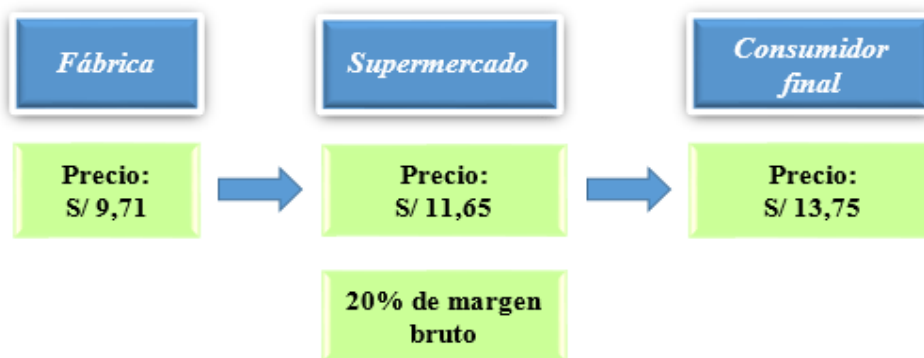 Fábrica
Supermercado
Consumidor
final
Precio:
S/ 9,71
Precio:
S/ 11,65
Precio:
S/ 13,75
20% de margen
bruto